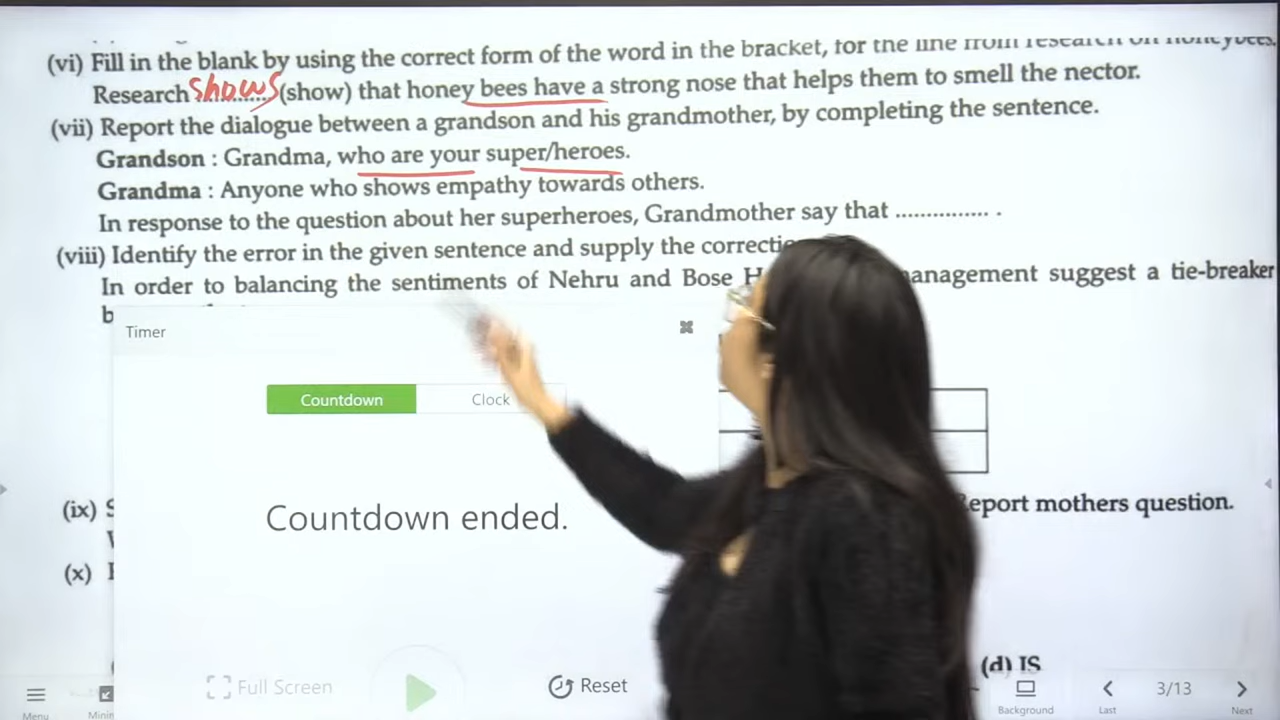 (vi) Fill in the blank by using the correct form of the word in the bracket, for the line from research on honeybees.
Research shows (show) that honey bees have a strong nose that helps them to smell the nector.
(vii) Report the dialogue between a grandson and his grandmother, by completing the sentence.
Grandson : Grandma, who are your super/heroes.
Grandma : Anyone who shows empathy towards others.
In response to the question about her superheroes, Grandmother say that ............... .
(viii) Identify the error in the given sentence and supply the
In order to balancing the sentiments of Nehru and Bose suggest a tie-breaker
Timer
Countdown Clock
Countdown ended.
(ix) mothers question.
(x)
(d) IS
Full Screen
Reset
Menu
Background
Last
3/13
Next